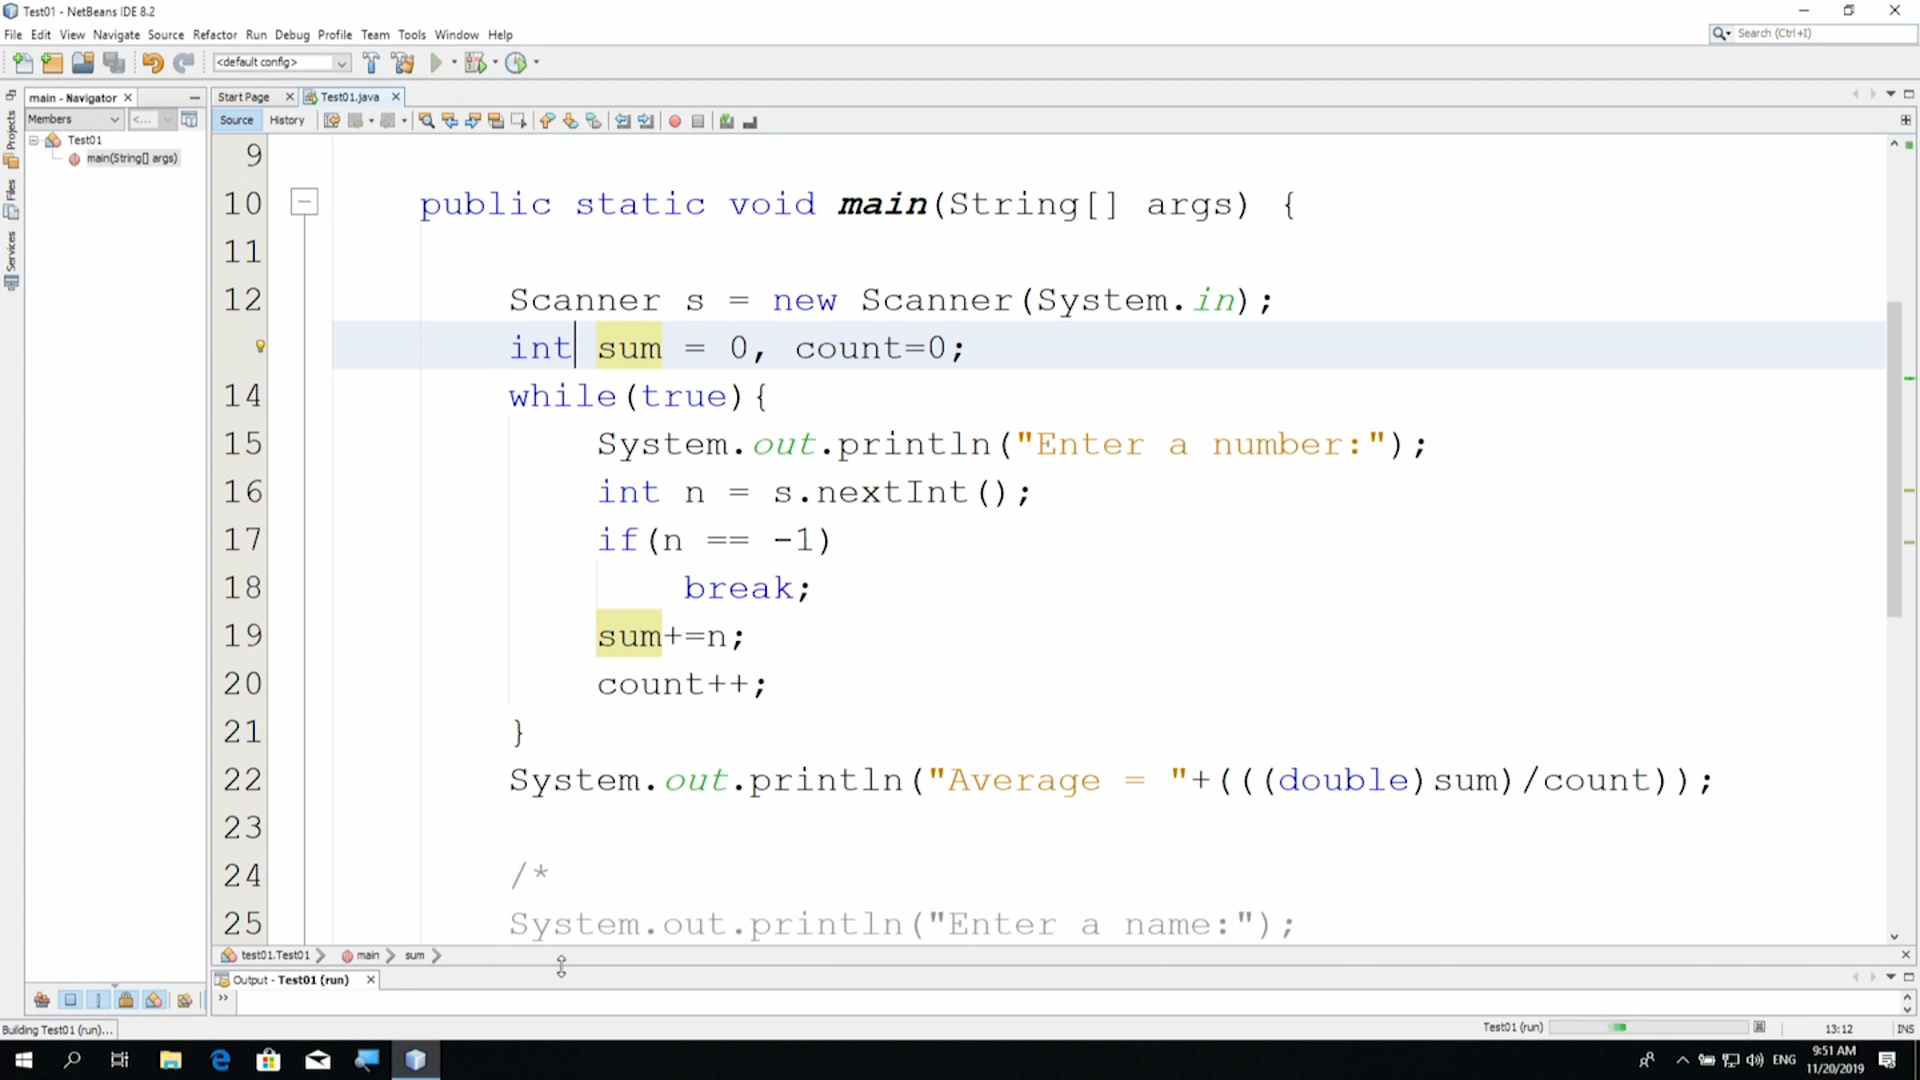 Test01 - NetBeans IDE 8.2
File Edit View Navigate Source Refactor Run Debug Profile Team Tools Window Help
Search (Ctrl+I)
<default config>
main - Navigator
Start Page
Test01.java
Members
<...
Source
History
Projects
Files
Services
Test01
main(String[] args)
9
10 public static void main(String[] args) {
11
12 Scanner s = new Scanner(System.in);
int sum = 0, count=0;
14 while(true){
15 System.out.println("Enter a number:");
16 int n = s.nextInt();
17 if(n == -1)
18 break;
19 sum+=n;
20 count++;
21 }
22 System.out.println("Average = "+(((double)sum)/count));
23
24 /*
25 System.out.println("Enter a name:");
test01.Test01
main
sum
Output - Test01 (run)
Building Test01 (run)...
Test01 (run)
13:12
INS
ENG
9:51 AM
11/20/2019